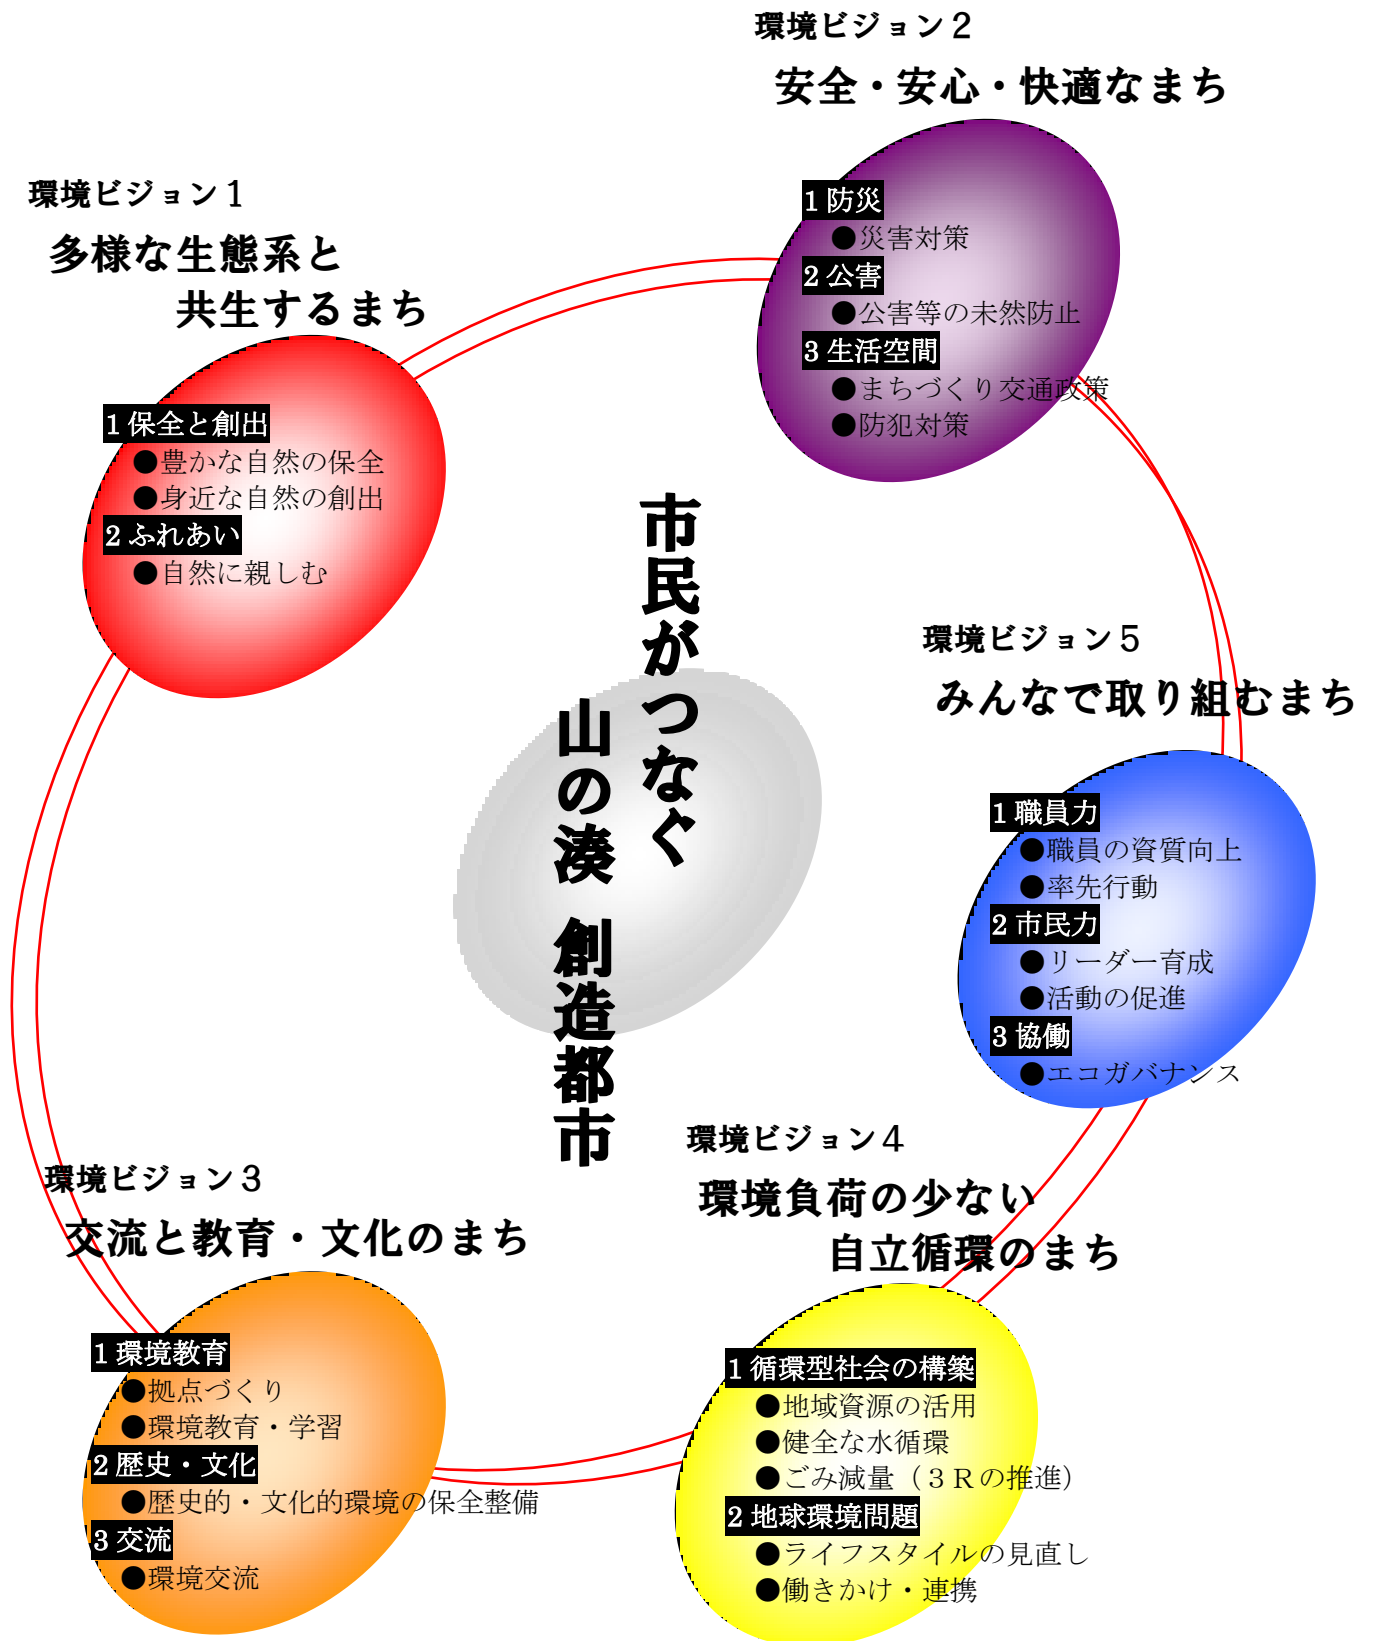 環境ビジョン２
安全・安心・快適なまち
1 防災
●災害対策
2 公害
●公害等の未然防止
3 生活空間
●まちづくり交通政策
●防犯対策
環境ビジョン１
多様な生態系と
共生するまち
1 保全と創出
●豊かな自然の保全
●身近な自然の創出
2 ふれあい
●自然に親しむ
市民がつなぐ
山の湊 創造都市
環境ビジョン５
みんなで取り組むまち
1 職員力
●職員の資質向上
●率先行動
2 市民力
●リーダー育成
●活動の促進
3 協働
●エコガバナンス
環境ビジョン３
交流と教育・文化のまち
1 環境教育
●拠点づくり
●環境教育・学習
2 歴史・文化
●歴史的・文化的環境の保全整備
3 交流
●環境交流
環境ビジョン４
環境負荷の少ない
自立循環のまち
1 循環型社会の構築
●地域資源の活用
●健全な水循環
●ごみ減量（３Ｒの推進）
2 地球環境問題
●ライフスタイルの見直し
●働きかけ・連携